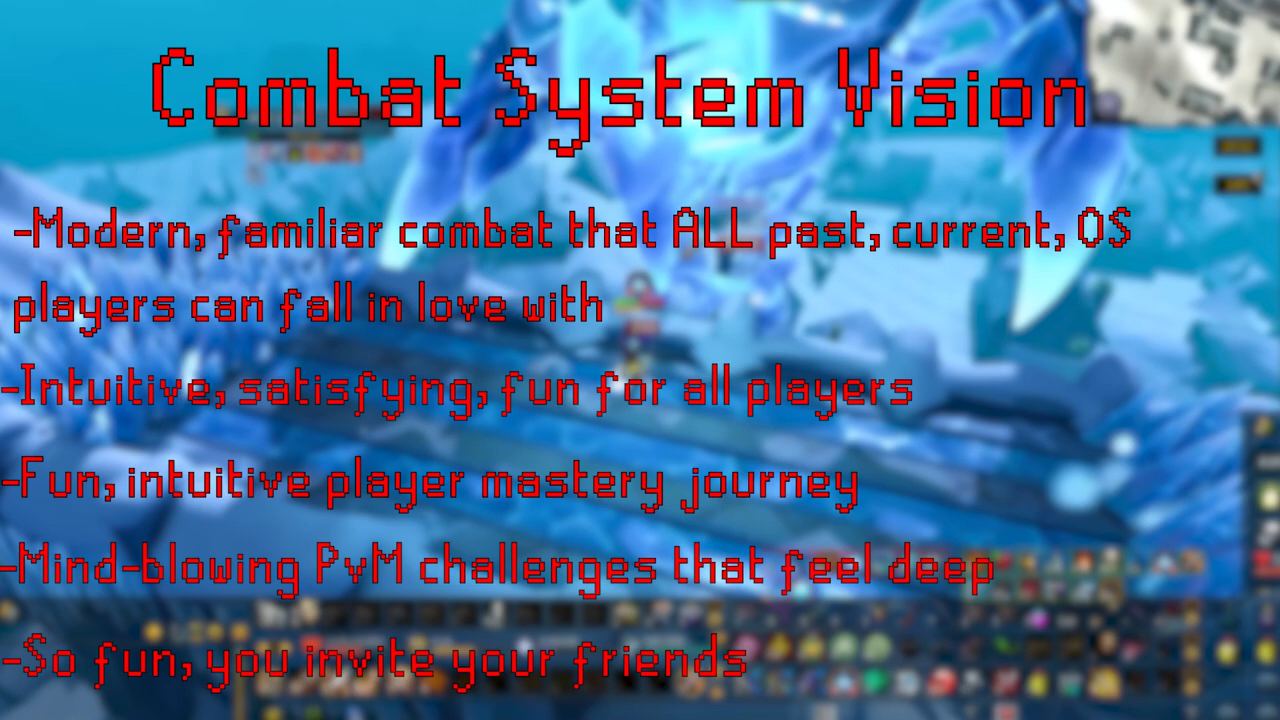 Combat System Vision
-Modern, familiar combat that ALL past, current, OS
players can fall in love with
-Intuitive, satisfying, fun for all players
-Fun, intuitive player mastery journey
-Mind-blowing PvM challenges that feel deep
-So fun, you invite your friends